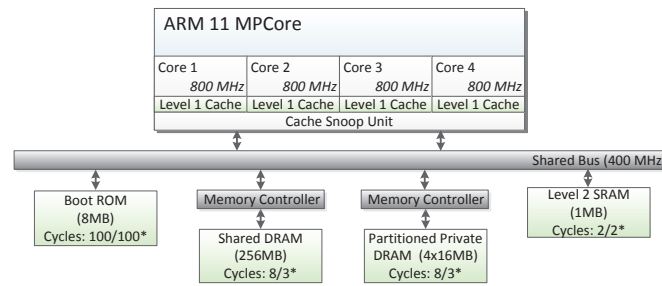 ARM 11 MPCore
Core 1 Core 2 Core 3 Core 4
800 MHz 800 MHz 800 MHz 800 MHz
Level 1 Cache Level 1 Cache Level 1 Cache Level 1 Cache
Cache Snoop Unit
Shared Bus (400 MHz
Boot ROM
(8MB)
Cycles: 100/100*
Memory Controller
Shared DRAM
(256MB)
Cycles: 8/3*
Memory Controller
Partitioned Private
DRAM (4x16MB)
Cycles: 8/3*
Level 2 SRAM
(1MB)
Cycles: 2/2*